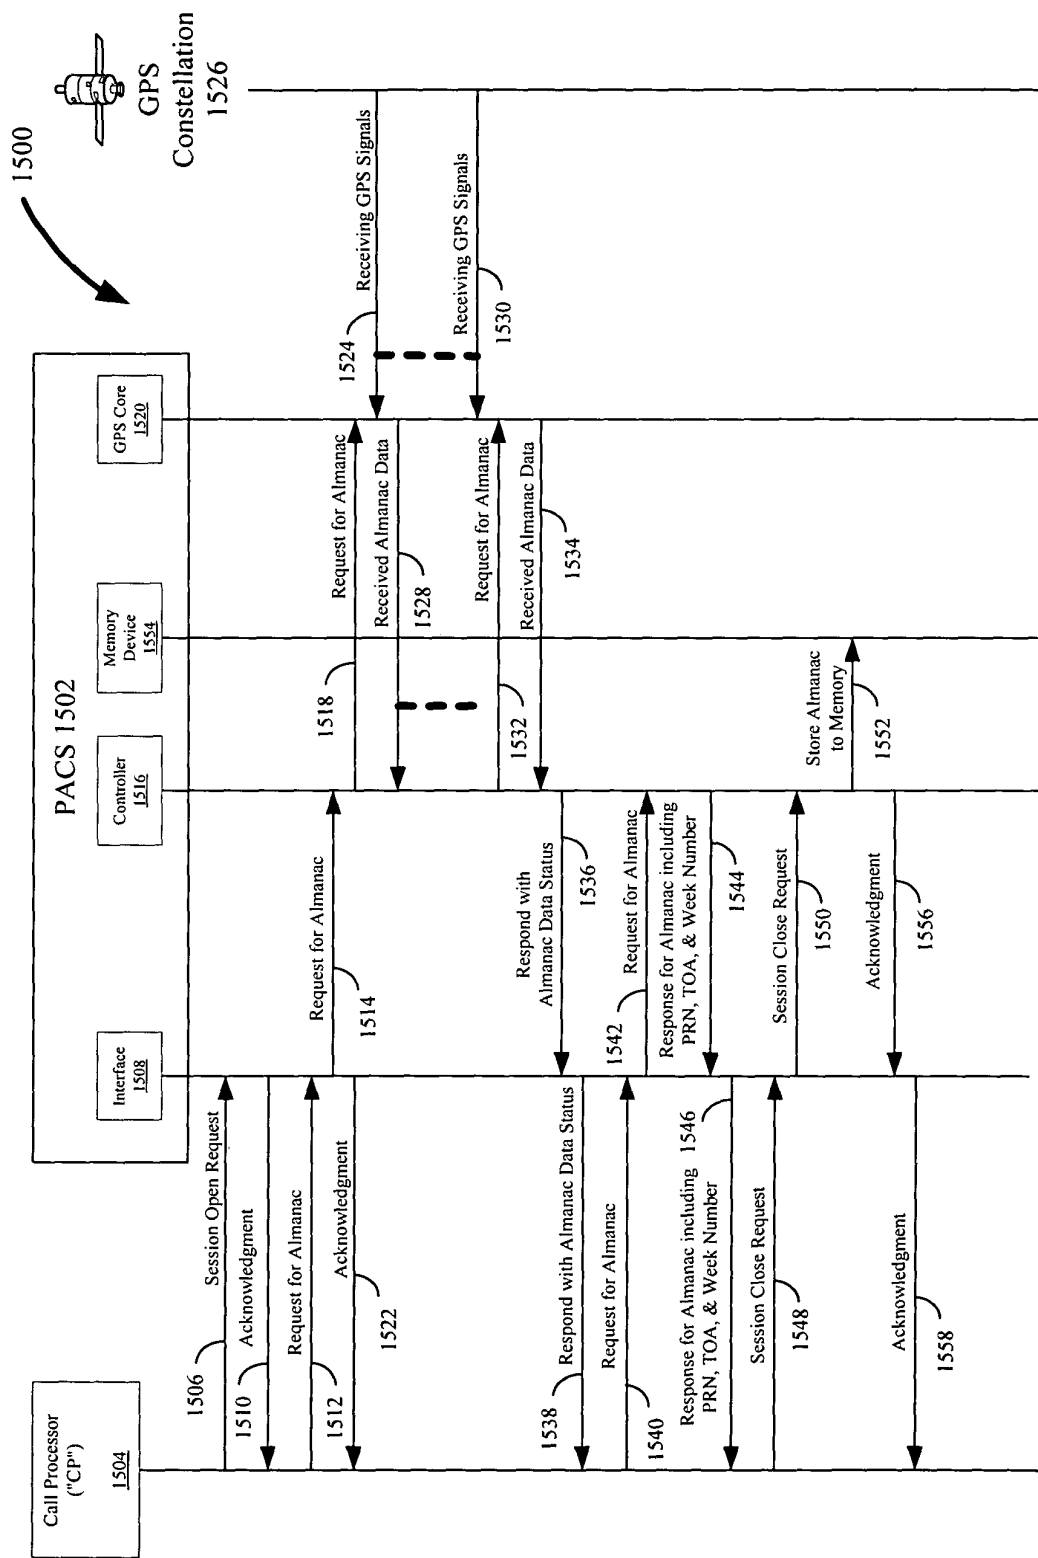 1500
PACS 1502
Call Processor
("CP")
1504
Interface
1508
Controller
1516
Memory
Device
1554
GPS Core
1520
GPS
Constellation
1526
Session Open Request
1506
Acknowledgment
1510
Request for Almanac
1512
Request for Almanac
1514
Request for Almanac
1518
Acknowledgment
1522
Receiving GPS Signals
1524
Received Almanac Data
1528
Receiving GPS Signals
1530
Request for Almanac
1532
Received Almanac Data
1534
Respond with
Almanac Data Status
1536
Respond with Almanac Data Status
1538
Request for Almanac
1540
Request for Almanac
1542
Response for Almanac including
PRN, TOA, & Week Number
1544
Response for Almanac including
PRN, TOA, & Week Number
1546
Session Close Request
1548
Session Close Request
1550
Store Almanac
to Memory
1552
Acknowledgment
1556
Acknowledgment
1558